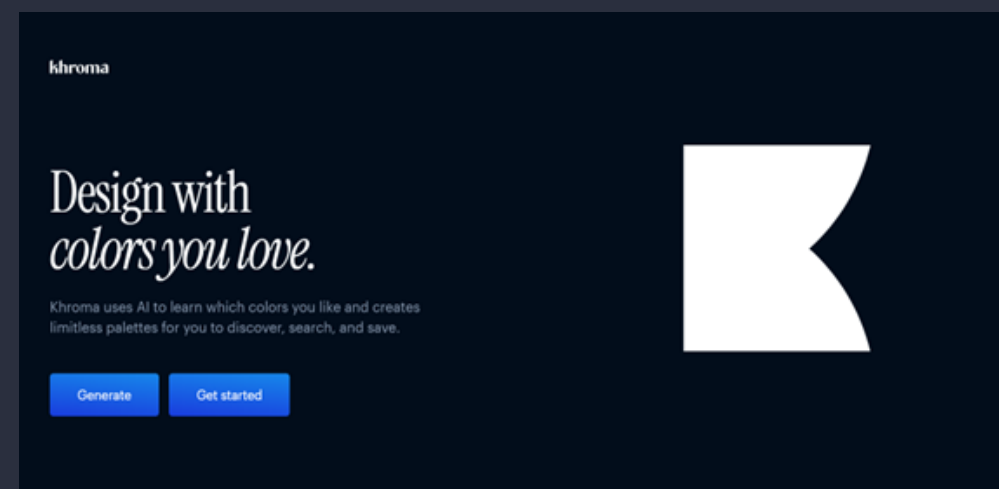 khroma
Design with
colors you love.
Khroma uses AI to learn which colors you like and creates
limitless palettes for you to discover, search, and save.
Generate
Get started